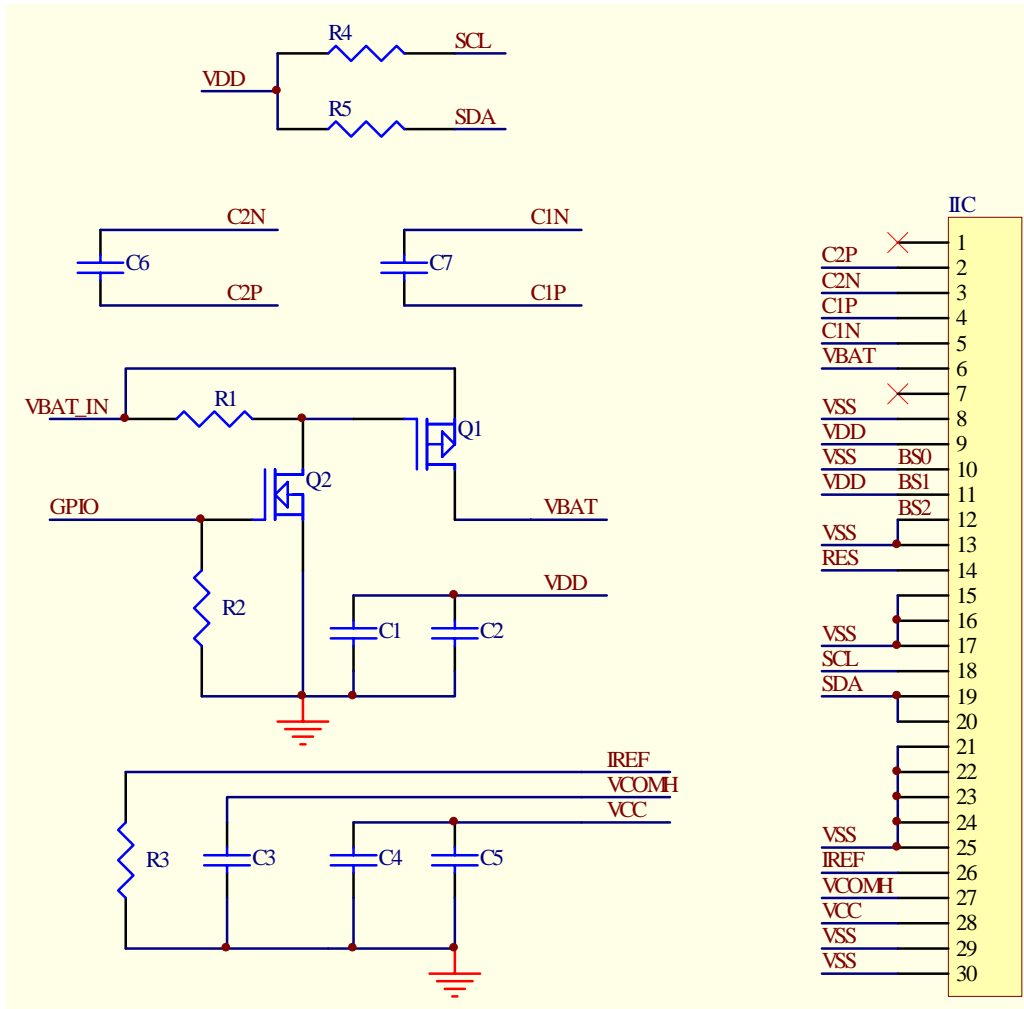 R4
SCL
VDD
R5
SDA
C2N
C6
C2P
C1N
C7
C1P
VBAT_IN
R1
Q1
Q2
GPIO
VBAT
R2
VDD
C1
C2
IREF
VCOMH
VCC
R3
C3
C4
C5
IIC
1
C2P 2
C2N 3
C1P 4
C1N 5
VBAT 6
7
VSS 8
VDD 9
VSS BS0 10
VDD BS1 11
BS2 12
VSS 13
RES 14
15
16
VSS 17
SCL 18
SDA 19
20
21
22
23
24
VSS 25
IREF 26
VCOMH 27
VCC 28
VSS 29
VSS 30